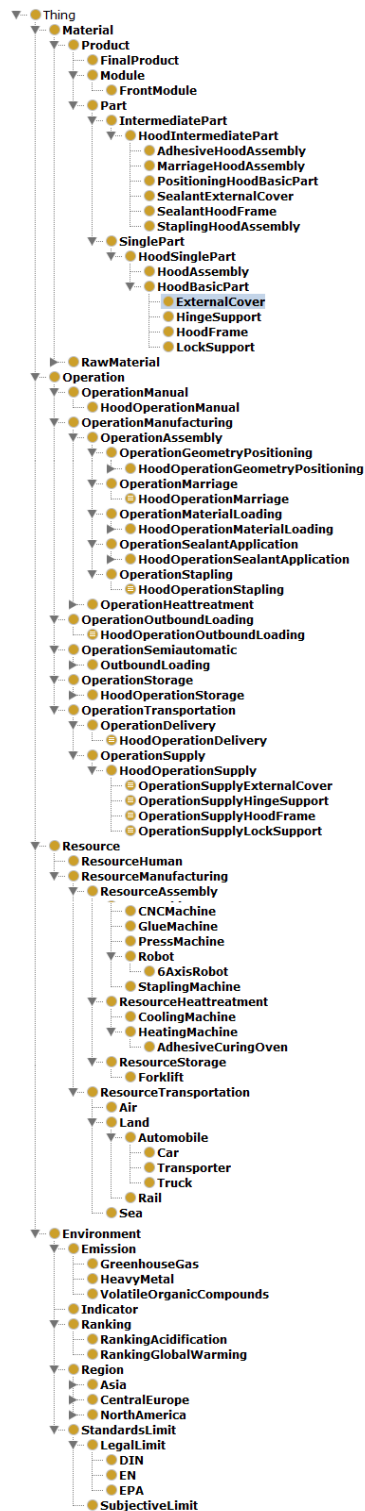 Thing
Material
Product
FinalProduct
Module
FrontModule
Part
IntermediatePart
HoodIntermediatePart
AdhesiveHoodAssembly
MarriageHoodAssembly
PositioningHoodBasicPart
SealantExternalCover
SealantHoodFrame
StaplingHoodAssembly
SinglePart
HoodSinglePart
HoodAssembly
HoodBasicPart
ExternalCover
HingeSupport
HoodFrame
LockSupport
RawMaterial
Operation
OperationManual
HoodOperationManual
OperationManufacturing
OperationAssembly
OperationGeometryPositioning
HoodOperationGeometryPositioning
OperationMarriage
HoodOperationMarriage
OperationMaterialLoading
HoodOperationMaterialLoading
OperationSealantApplication
HoodOperationSealantApplication
OperationStapling
HoodOperationStapling
OperationHeattreatment
OperationOutboundLoading
HoodOperationOutboundLoading
OperationSemiautomatic
OutboundLoading
OperationStorage
HoodOperationStorage
OperationTransportation
OperationDelivery
HoodOperationDelivery
OperationSupply
HoodOperationSupply
OperationSupplyExternalCover
OperationSupplyHingeSupport
OperationSupplyHoodFrame
OperationSupplyLockSupport
Resource
ResourceHuman
ResourceManufacturing
ResourceAssembly
CNCMachine
GlueMachine
PressMachine
Robot
6AxisRobot
StaplingMachine
ResourceHeattreatment
CoolingMachine
HeatingMachine
AdhesiveCuringOven
ResourceStorage
Forklift
ResourceTransportation
Air
Land
Automobile
Car
Transporter
Truck
Rail
Sea
Environment
Emission
GreenhouseGas
HeavyMetal
VolatileOrganicCompounds
Indicator
Ranking
RankingAcidification
RankingGlobalWarming
Region
Asia
CentralEurope
NorthAmerica
StandardsLimit
LegalLimit
DIN
EN
EPA
SubjectiveLimit